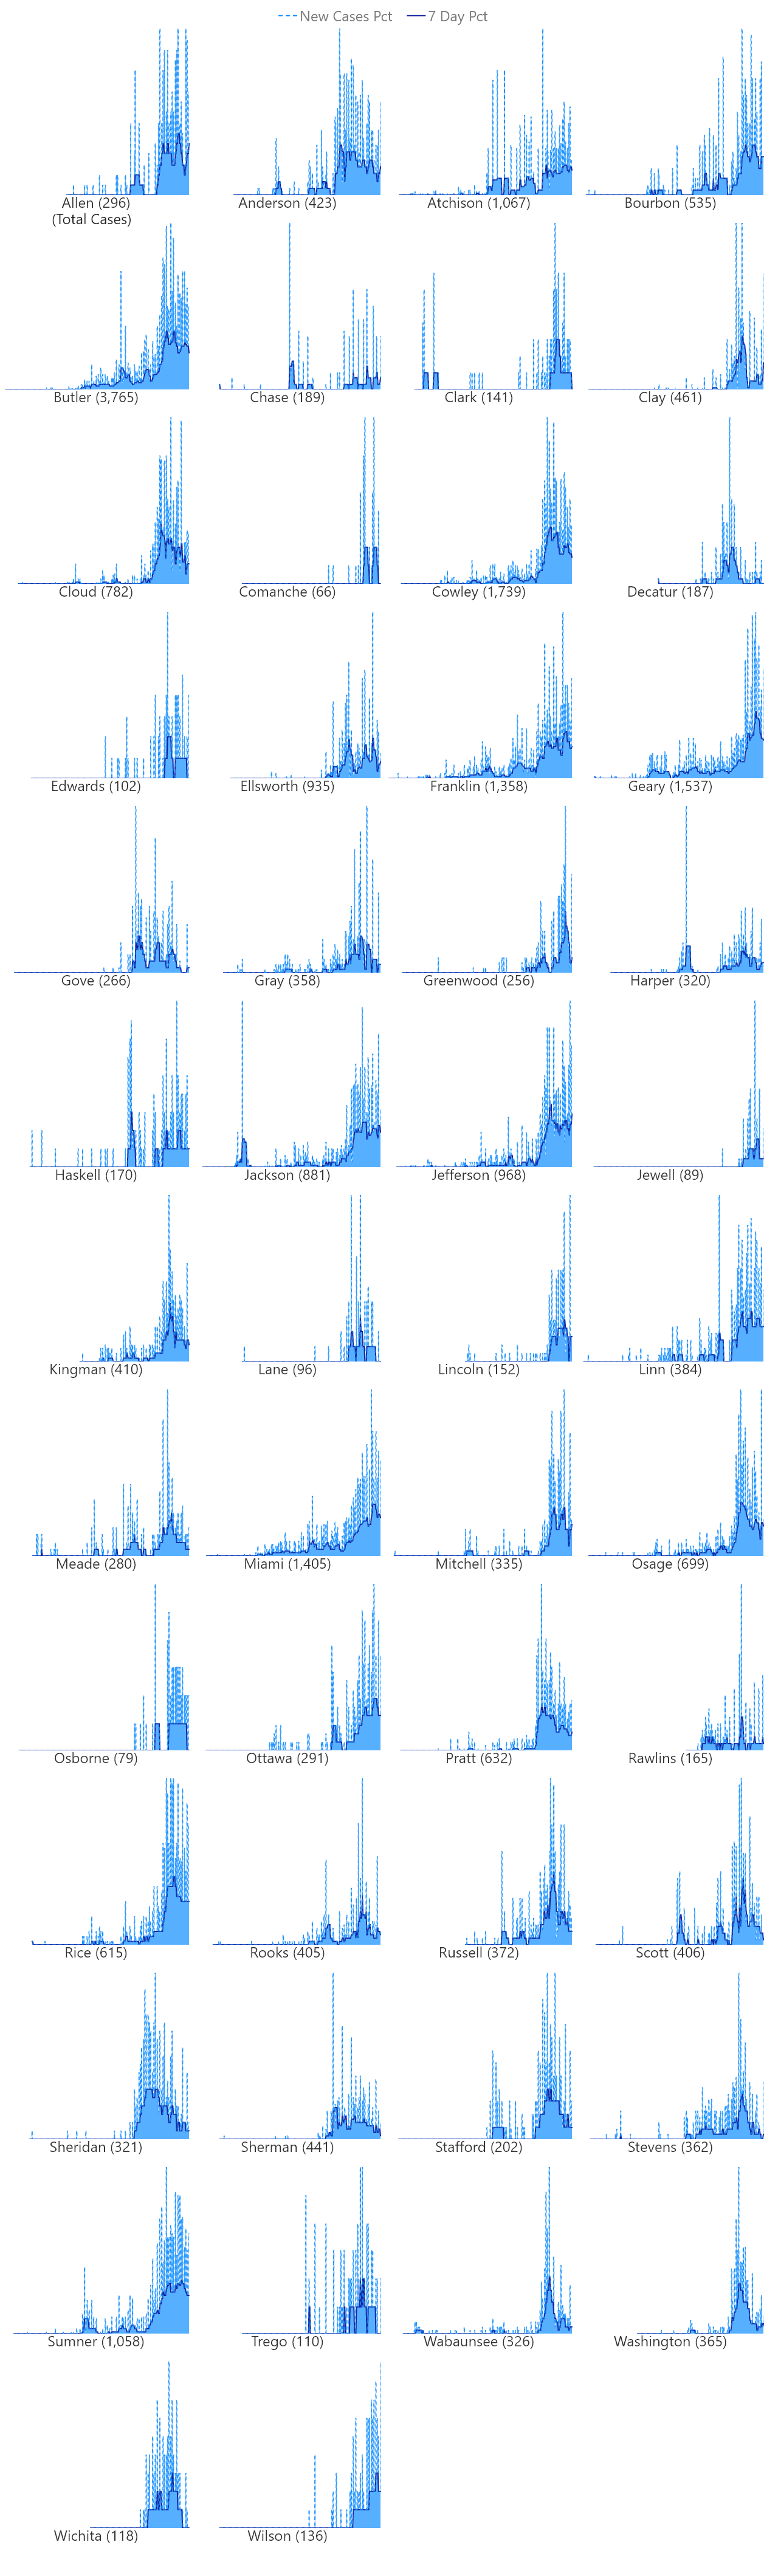 New Cases Pct 7 Day Pct
Allen (296) Anderson (423) Atchison (1,067) Bourbon (535)
(Total Cases)
Butler (3,765) Chase (189) Clark (141) Clay (461)
Cloud (782) Comanche (66) Cowley (1,739) Decatur (187)
Edwards (102) Ellsworth (935) Franklin (1,358) Geary (1,537)
Gove (266) Gray (358) Greenwood (256) Harper (320)
Haskell (170) Jackson (881) Jefferson (968) Jewell (89)
Kingman (410) Lane (96) Lincoln (152) Linn (384)
Meade (280) Miami (1,405) Mitchell (335) Osage (699)
Osborne (79) Ottawa (291) Pratt (632) Rawlins (165)
Rice (615) Rooks (405) Russell (372) Scott (406)
Sheridan (321) Sherman (441) Stafford (202) Stevens (362)
Sumner (1,058) Trego (110) Wabaunsee (326) Washington (365)
Wichita (118) Wilson (136)